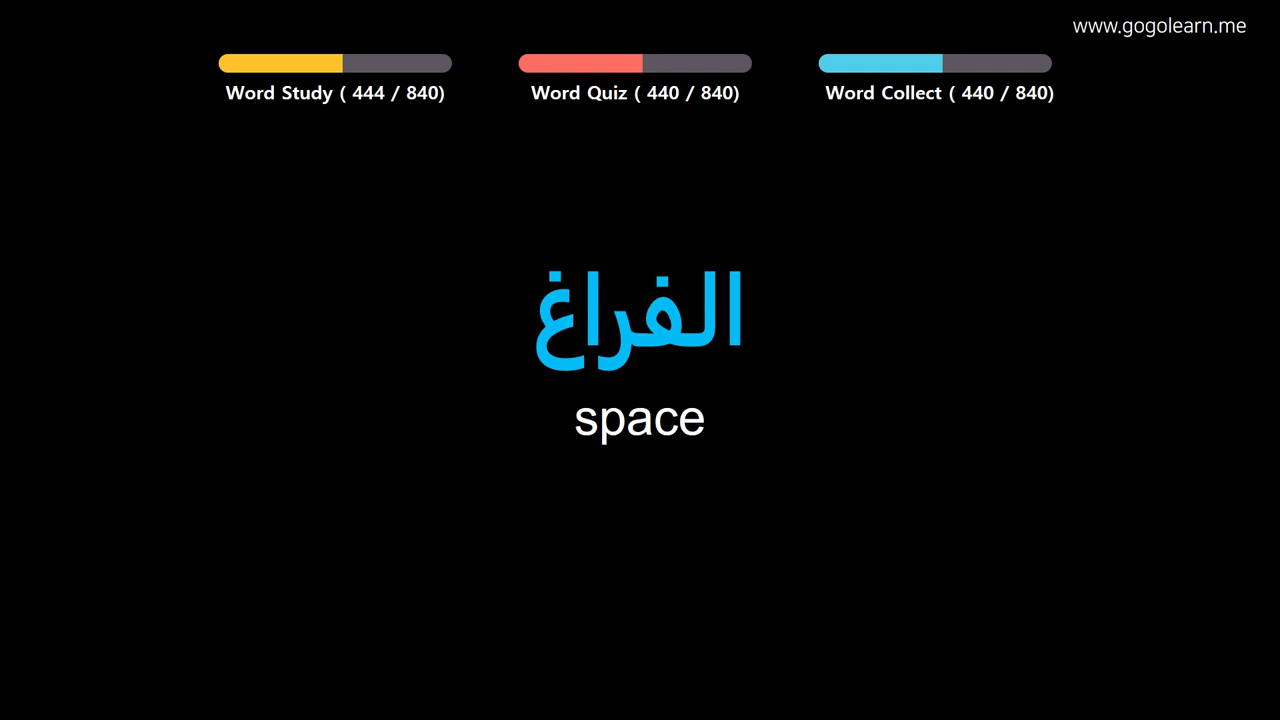 www.gogolearn.me
Word Study ( 444 / 840)
Word Quiz ( 440 / 840)
Word Collect ( 440 / 840)
الفراغ
space